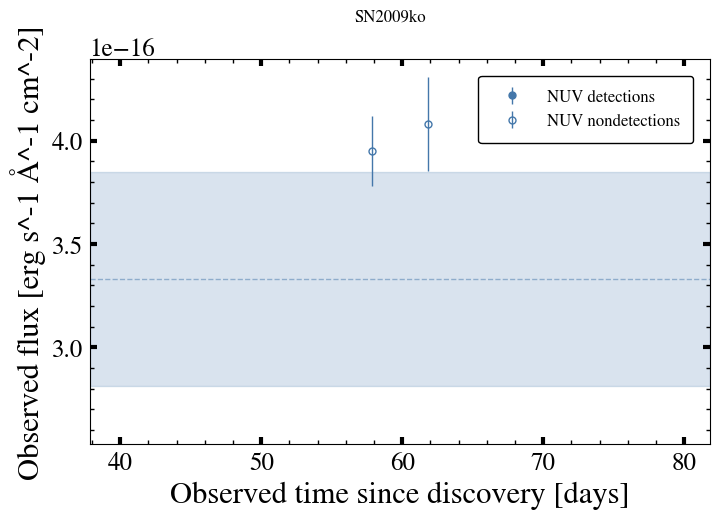 SN2009ko
1e−16
NUV detections
NUV nondetections
4.0
3.5
3.0
Observed flux [erg s^-1 Å^-1 cm^-2]
40 50 60 70 80
Observed time since discovery [days]